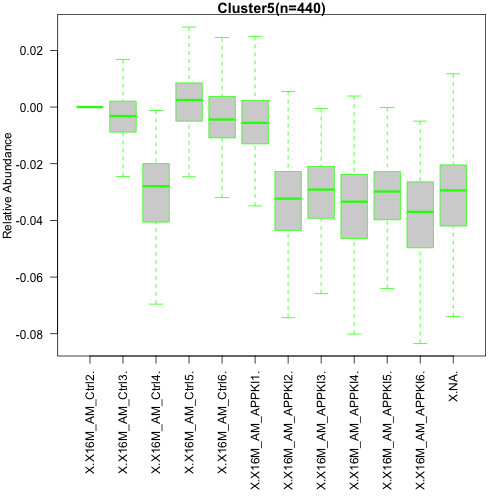 Cluster5(n=440)
Relative Abundance
0.02
0.00
-0.02
-0.04
-0.06
-0.08
X.X16M_AM_Ctrl2.
X.X16M_AM_Ctrl3.
X.X16M_AM_Ctrl4.
X.X16M_AM_Ctrl5.
X.X16M_AM_Ctrl6.
X.X16M_AM_APPKI1.
X.X16M_AM_APPKI2.
X.X16M_AM_APPKI3.
X.X16M_AM_APPKI4.
X.X16M_AM_APPKI5.
X.X16M_AM_APPKI6.
X.NA.